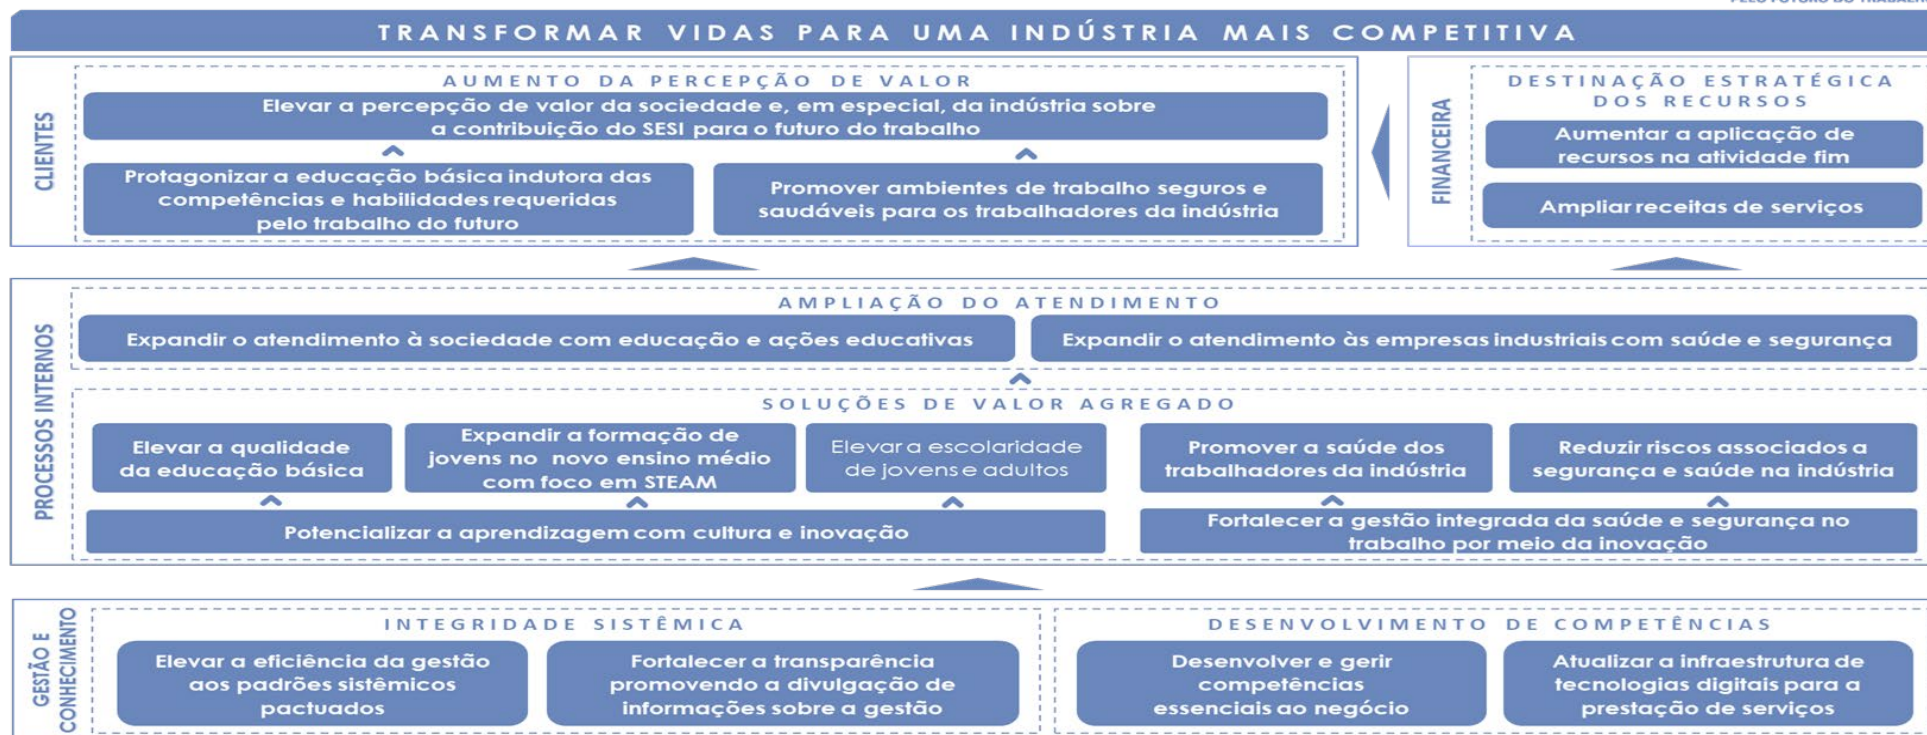 TRANSFORMAR VIDAS PARA UMA INDÚSTRIA MAIS COMPETITIVA
CLIENTES
AUMENTO DA PERCEPÇÃO DE VALOR
Elevar a percepção de valor da sociedade e, em especial, da indústria sobre
a contribuição do SESI para o futuro do trabalho
Protagonizar a educação básica indutora das
competências e habilidades requeridas
pelo trabalho do futuro
Promover ambientes de trabalho seguros e
saudáveis para os trabalhadores da indústria
FINANCEIRA
DESTINAÇÃO ESTRATÉGICA
DOS RECURSOS
Aumentar a aplicação de
recursos na atividade fim
Ampliar receitas de serviços
PROCESSOS INTERNOS
AMPLIAÇÃO DO ATENDIMENTO
Expandir o atendimento à sociedade com educação e ações educativas
Expandir o atendimento às empresas industriais com saúde e segurança
SOLUÇÕES DE VALOR AGREGADO
Elevar a qualidade
da educação básica
Expandir a formação de
jovens no novo ensino médio
com foco em STEAM
Elevar a escolaridade
de jovens e adultos
Promover a saúde dos
trabalhadores da indústria
Reduzir riscos associados a
segurança e saúde na indústria
Potencializar a aprendizagem com cultura e inovação
Fortalecer a gestão integrada da saúde e segurança no
trabalho por meio da inovação
GESTÃO E
CONHECIMENTO
INTEGRIDADE SISTÊMICA
Elevar a eficiência da gestão
aos padrões sistêmicos
pactuados
Fortalecer a transparência
promovendo a divulgação de
informações sobre a gestão
DESENVOLVIMENTO DE COMPETÊNCIAS
Desenvolver e gerir
competências
essenciais ao negócio
Atualizar a infraestrutura de
tecnologias digitais para a
prestação de serviços